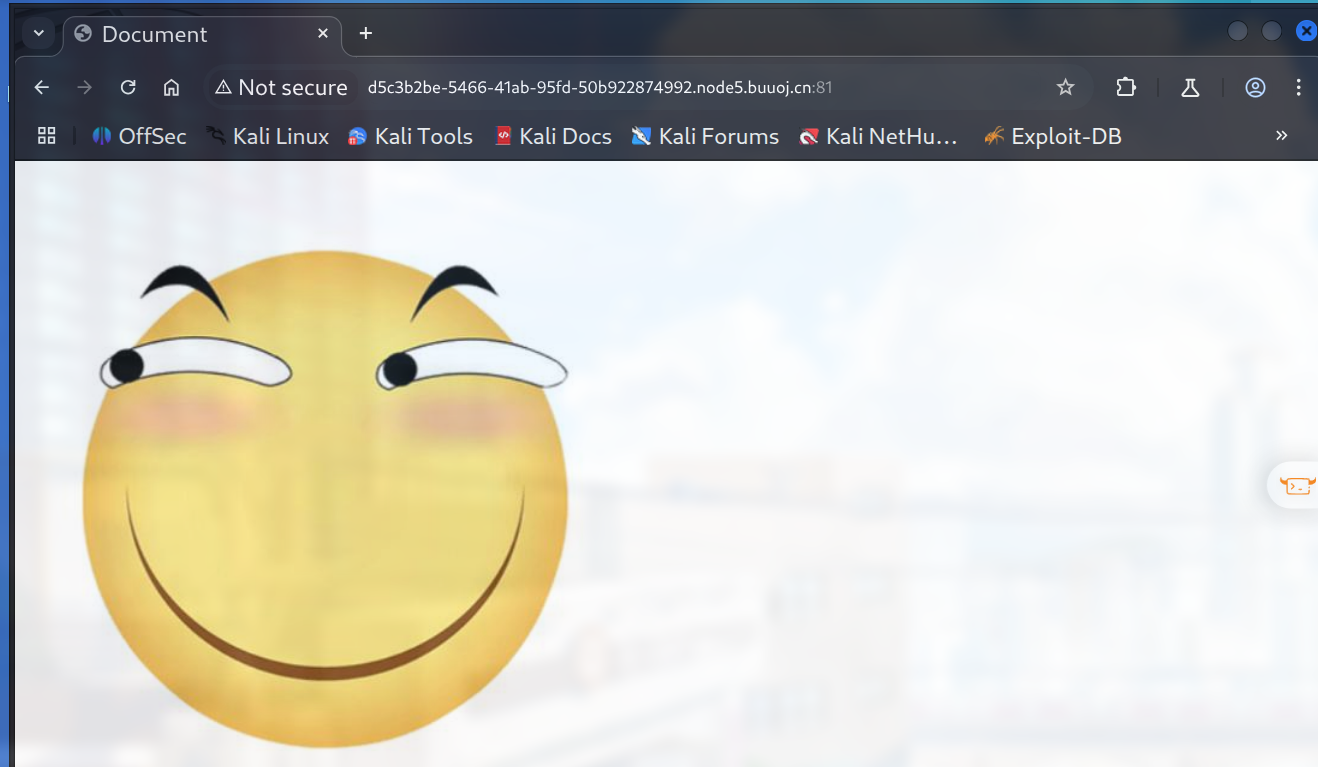 Document
Not secure d5c3b2be-5466-41ab-95fd-50b922874992.node5.buuoj.cn:81
OffSec Kali Linux Kali Tools Kali Docs Kali Forums Kali NetHu... Exploit-DB